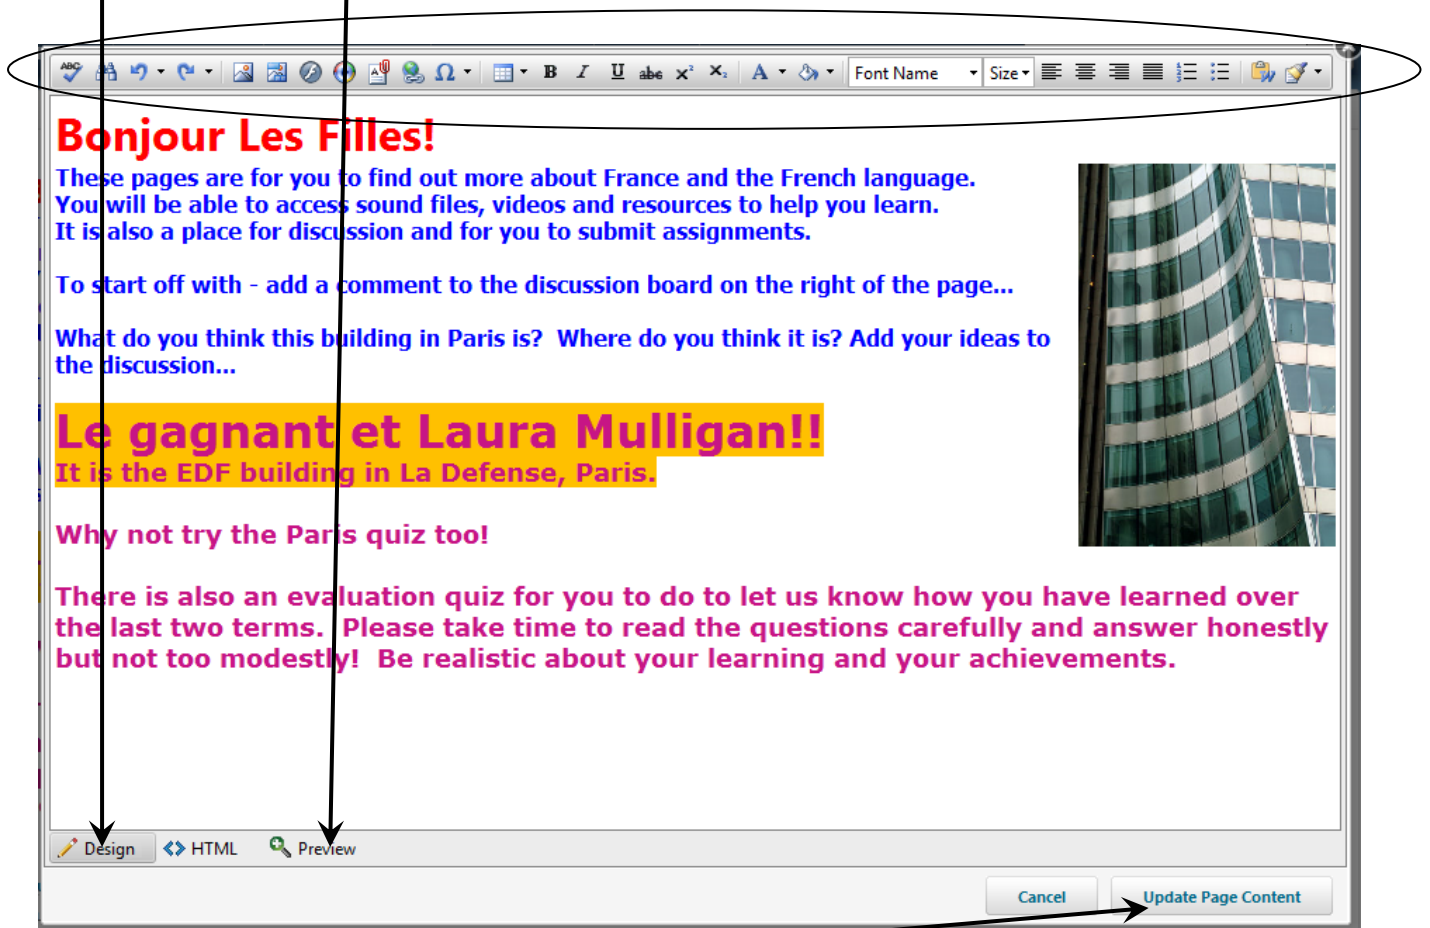 ABC
Font Name Size
Bonjour Les Filles!
These pages are for you to find out more about France and the French language.
You will be able to access sound files, videos and resources to help you learn.
It is also a place for discussion and for you to submit assignments.
To start off with - add a comment to the discussion board on the right of the page...
What do you think this building in Paris is?  Where do you think it is? Add your ideas to
the discussion...
Le gagnant et Laura Mulligan!!
It is the EDF building in La Defense, Paris.
Why not try the Paris quiz too!
There is also an evaluation quiz for you to do to let us know how you have learned over
the last two terms.  Please take time to read the questions carefully and answer honestly
but not too modestly!  Be realistic about your learning and your achievements.
Design HTML Preview
Cancel Update Page Content